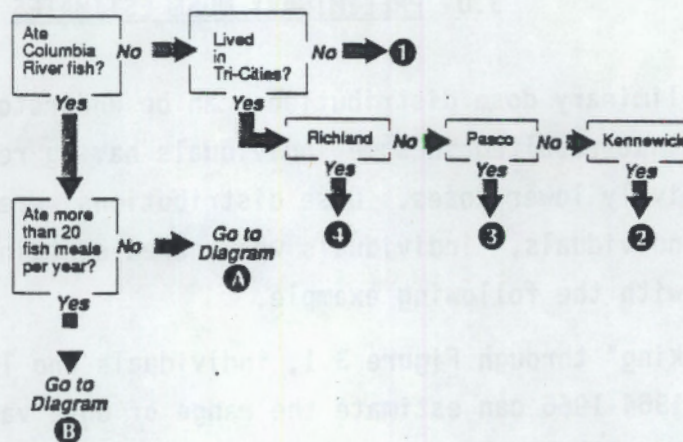 Ate
Columbia
River fish?
No
Lived
in
Tri-Cities?
No
1
Yes
Yes
Richland
No
Pasco
No
Kennewick
Yes
Yes
Yes
4
3
2
Ate more
than 20
fish meals
per year?
No
Go to
Diagram
A
Yes
Go to
Diagram
B